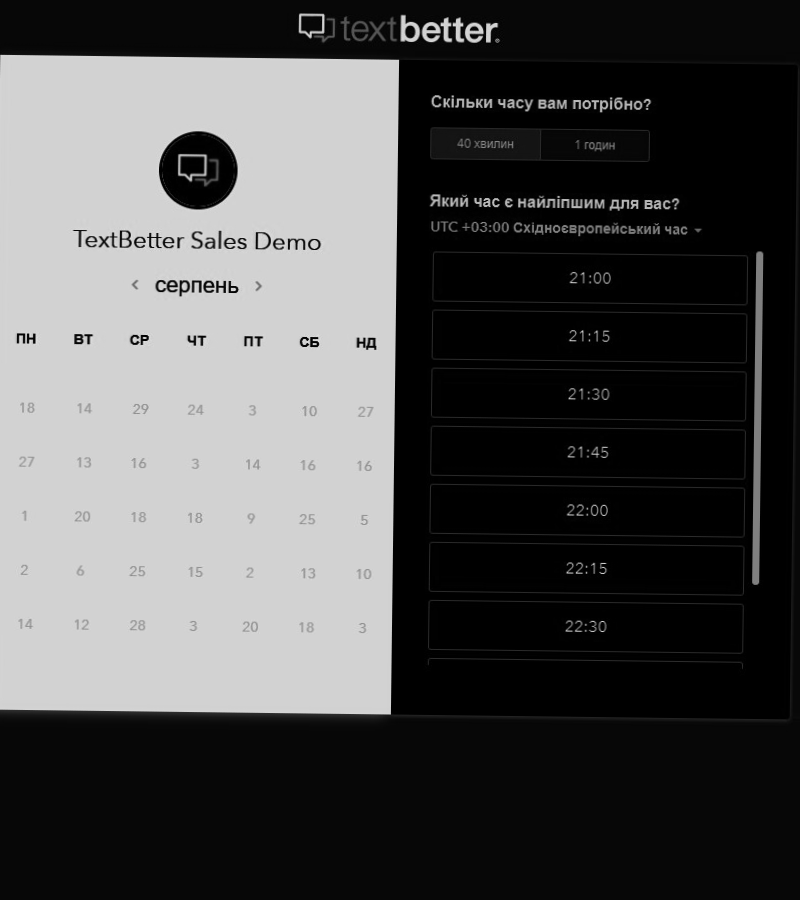 textbetter.
TextBetter Sales Demo
серпень
ПН ВТ СР ЧТ ПТ СБ НД
18 14 29 24 3 10 27
27 13 16 3 14 16 16
1 20 18 18 9 25 5
2 6 25 15 2 13 10
14 12 28 3 20 18 3
Скільки часу вам потрібно?
40 хвилин 1 годин
Який час є найліпшим для вас?
UTC +03:00 Східноєвропейський час
21:00
21:15
21:30
21:45
22:00
22:15
22:30